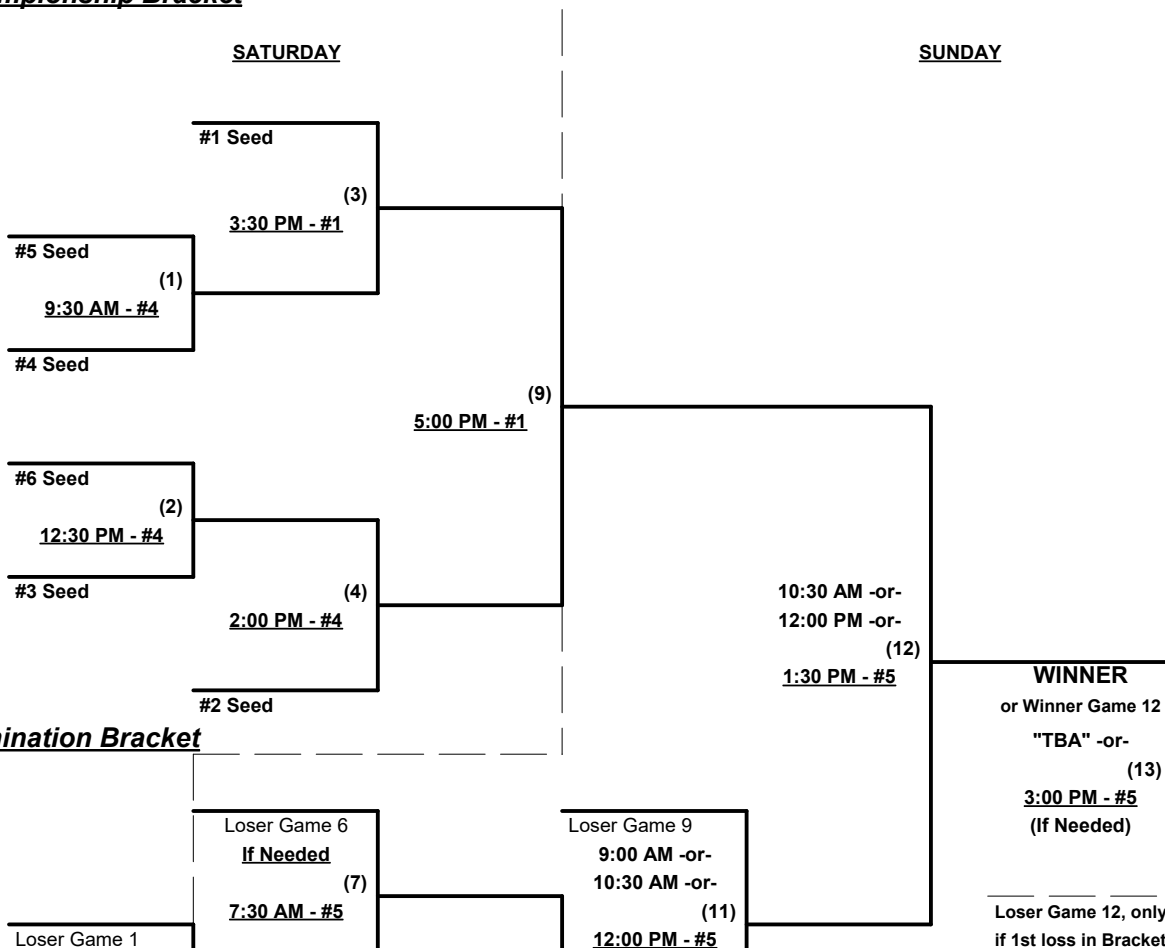 SATURDAY
SUNDAY
#1 Seed
(3)
3:30 PM - #1
#5 Seed
(1)
9:30 AM - #4
#4 Seed
(9)
5:00 PM - #1
#6 Seed
(2)
12:30 PM - #4
#3 Seed
(4)
2:00 PM - #4
#2 Seed
10:30 AM -or-
12:00 PM -or-
(12)
1:30 PM - #5
WINNER
or Winner Game 12
"TBA" -or-
(13)
3:00 PM - #5
(If Needed)
Bracket
Loser Game 6
If Needed
(7)
7:30 AM - #5
Loser Game 9
9:00 AM -or-
10:30 AM -or-
(11)
12:00 PM - #5
Loser Game 1
Loser Game 12, only
if 1st loss in Bracket